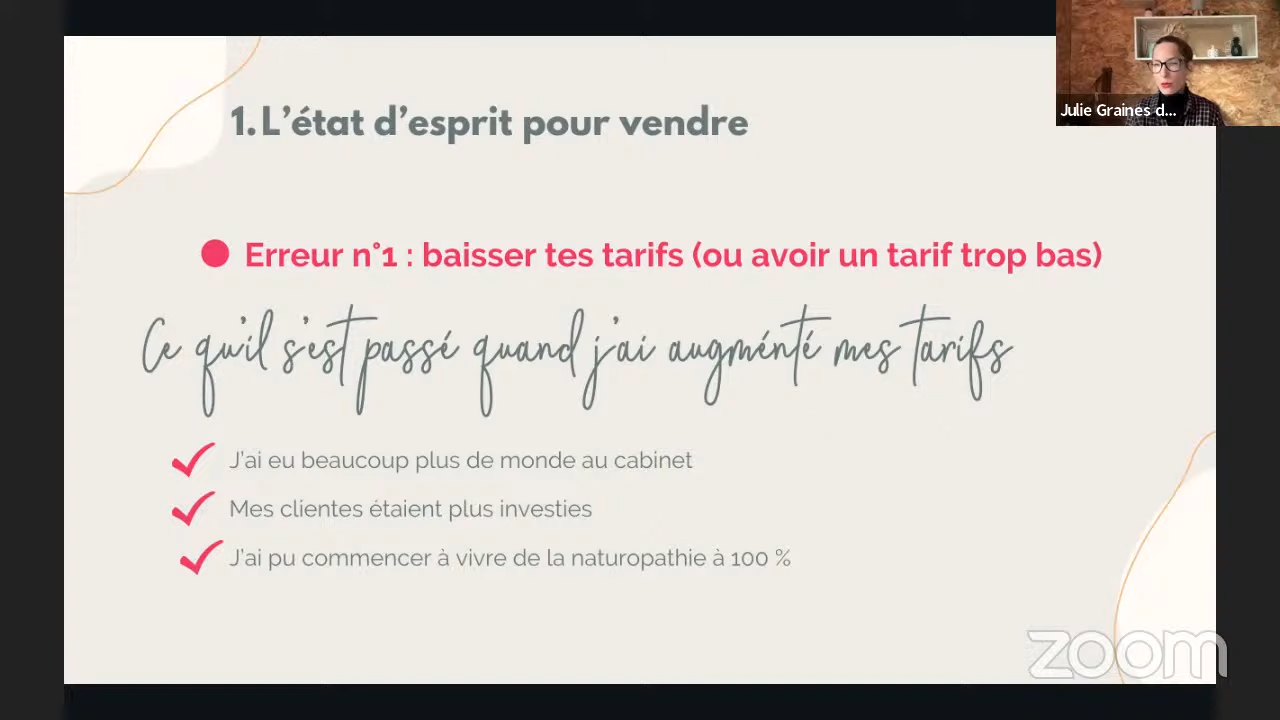 1. L'état d'esprit pour vendre
Julie Graines d...
Erreur n°1 : baisser tes tarifs (ou avoir un tarif trop bas)
Ce qu'il s'est passé quand j'ai augménté mes tarifs
J'ai eu beaucoup plus de monde au cabinet
Mes clientes étaient plus investies
J'ai pu commencer à vivre de la naturopathie à 100 %
zoom